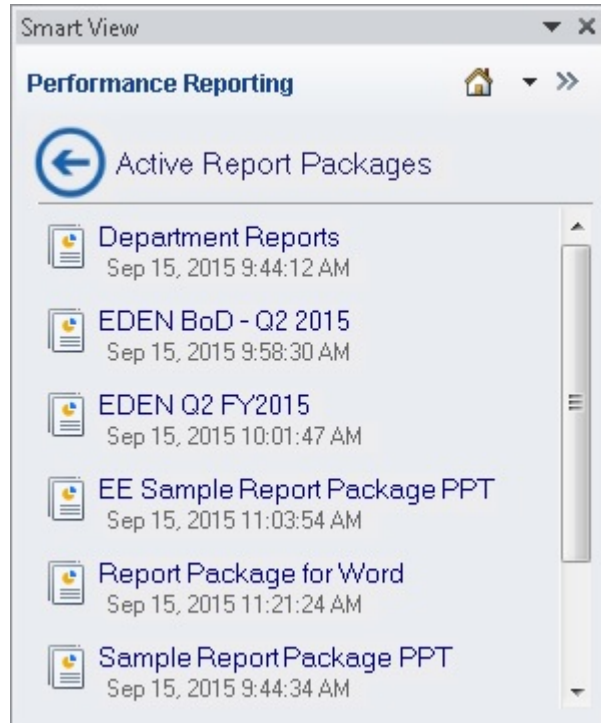 Smart View
Performance Reporting
Active Report Packages
Department Reports
Sep 15, 2015 9:44:12 AM
EDEN BoD - Q2 2015
Sep 15, 2015 9:58:30 AM
EDEN Q2 FY2015
Sep 15, 2015 10:01:47 AM
EE Sample Report Package PPT
Sep 15, 2015 11:03:54 AM
Report Package for Word
Sep 15, 2015 11:21:24 AM
Sample Report Package PPT
Sep 15, 2015 9:44:34 AM